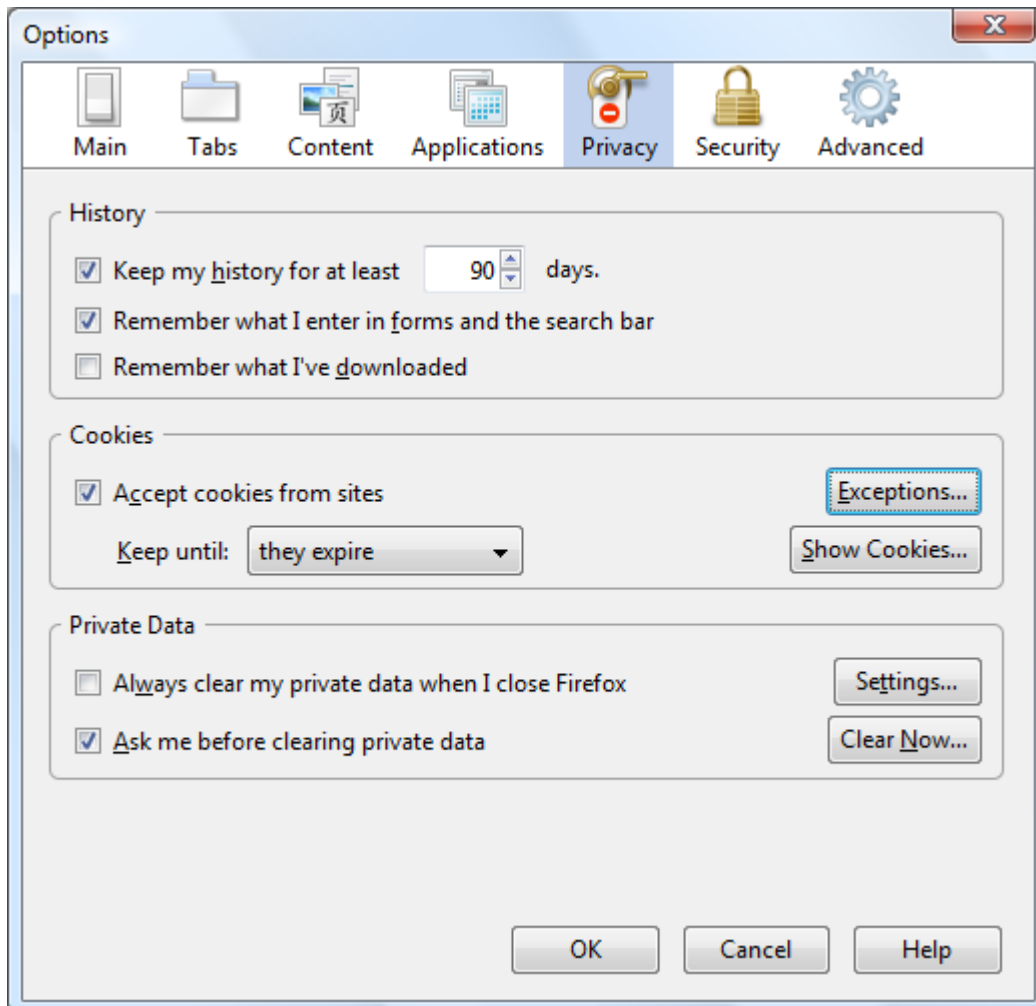 Options
X
页
Main Tabs Content Applications Privacy Security Advanced
History
Keep my history for at least 90 days.
Remember what I enter in forms and the search bar
Remember what I've downloaded
Cookies
Accept cookies from sites Exceptions...
Keep until: they expire Show Cookies...
Private Data
Always clear my private data when I close Firefox Settings...
Ask me before clearing private data Clear Now...
OK Cancel Help